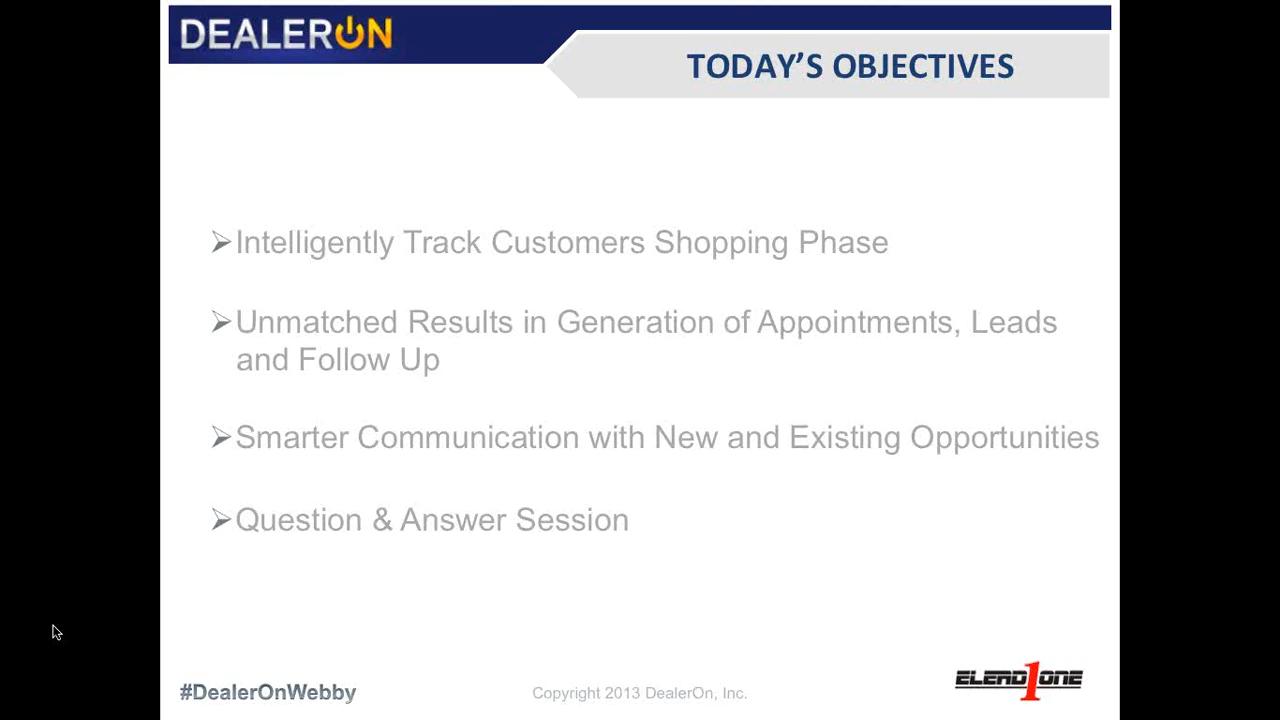 DEALERON
TODAY'S OBJECTIVES
➢Intelligently Track Customers Shopping Phase
➢Unmatched Results in Generation of Appointments, Leads
and Follow Up
➢Smarter Communication with New and Existing Opportunities
➢Question & Answer Session
#DealerOnWebby
Copyright 2013 DealerOn, Inc.
ELEAD1ONE